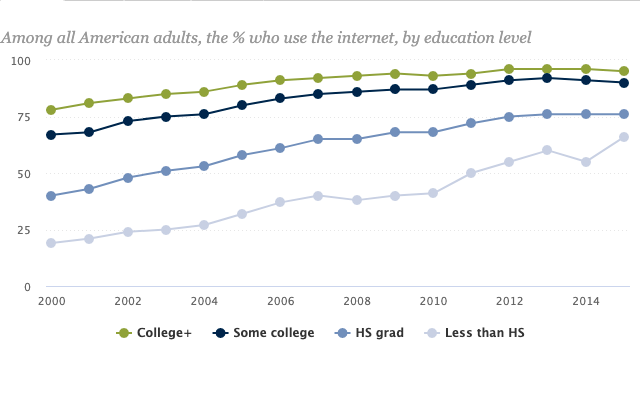 Among all American adults, the % who use the internet, by education level
100
75
50
25
0
2000 2002 2004 2006 2008 2010 2012 2014
College+ Some college HS grad Less than HS